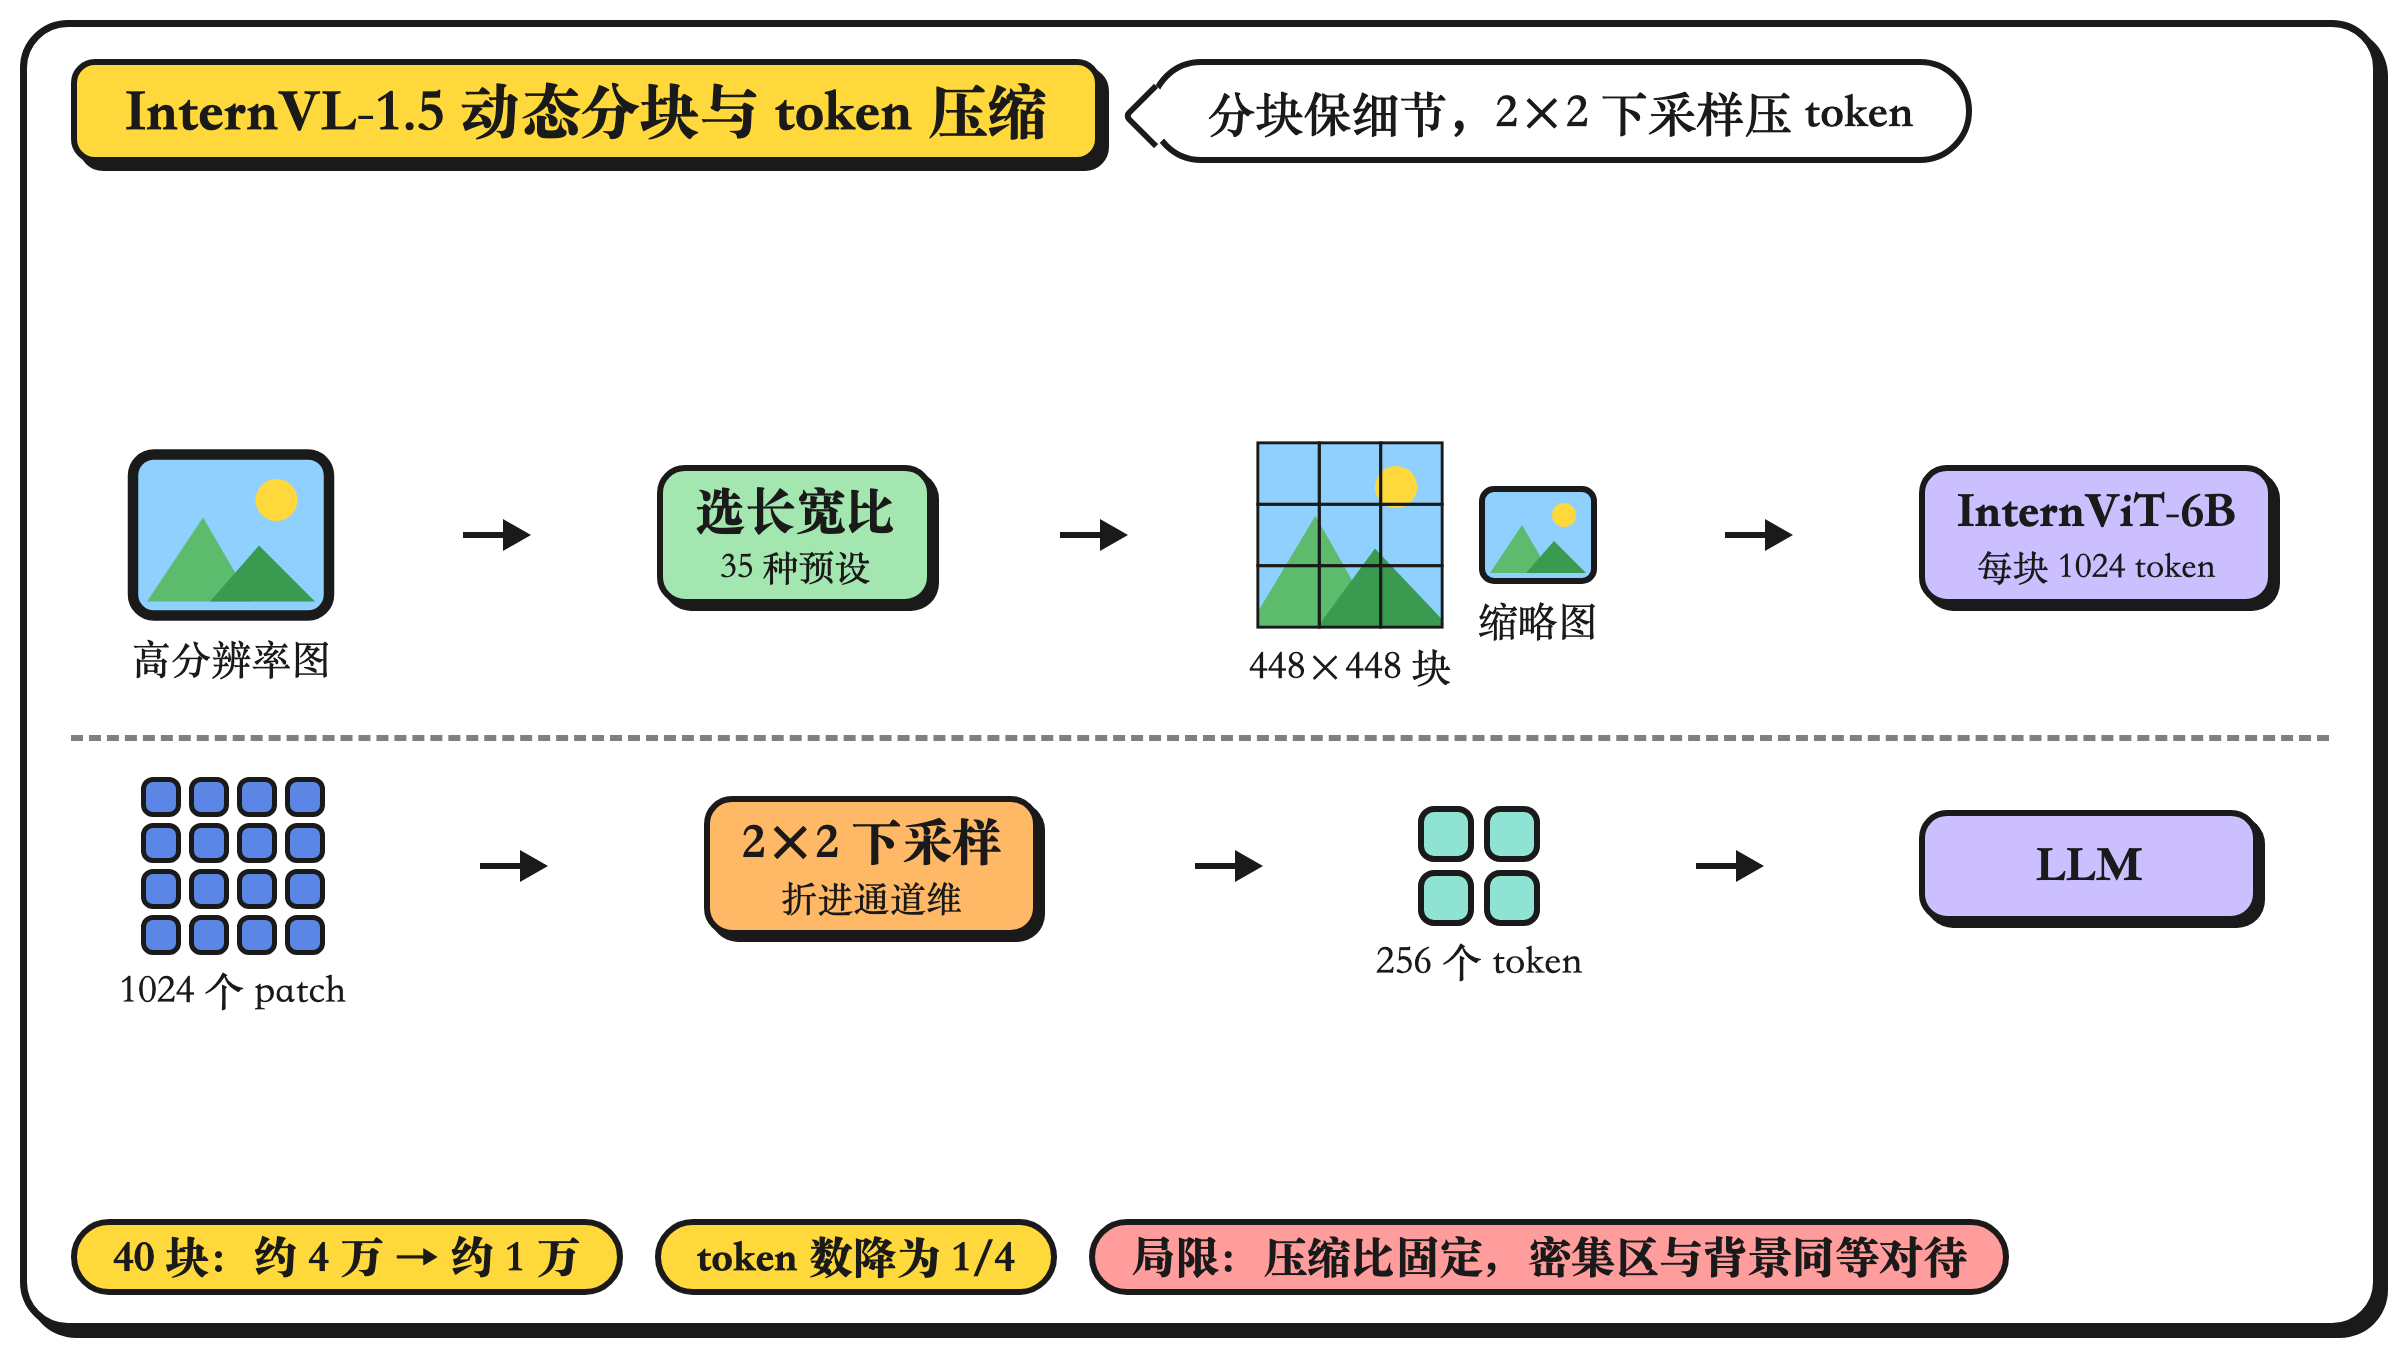 InternVL-1.5 动态分块与 token 压缩
分块保细节，2×2 下采样压 token
高分辨率图
选长宽比
35 种预设
448×448 块
缩略图
InternViT-6B
每块 1024 token
1024 个 patch
2×2 下采样
折进通道维
256 个 token
LLM
40 块：约 4 万 → 约 1 万
token 数降为 1/4
局限：压缩比固定，密集区与背景同等对待